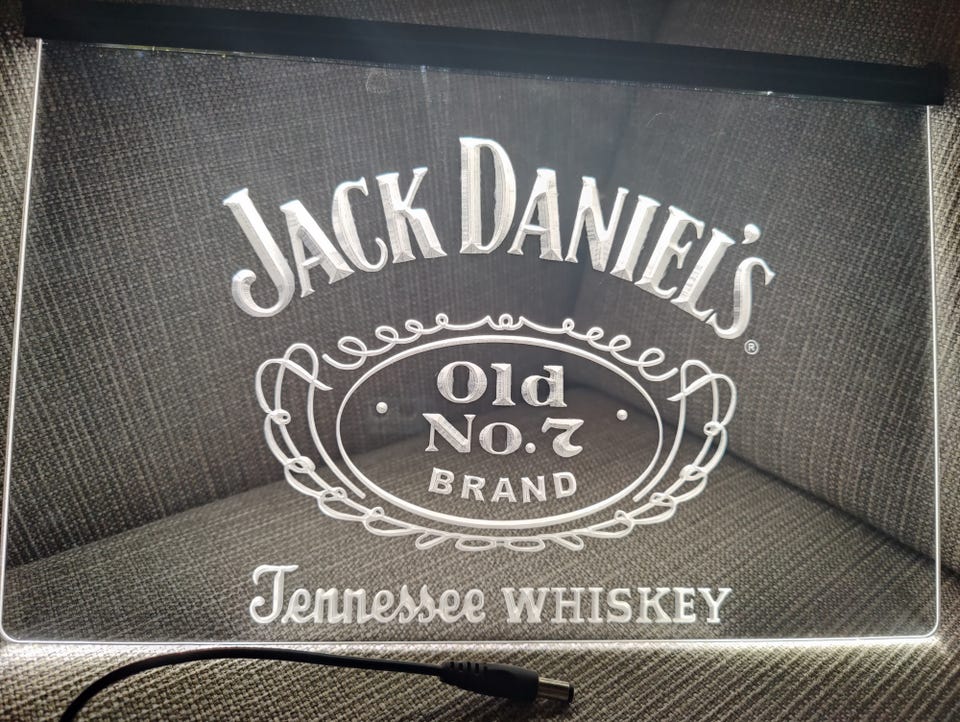 JACK DANIEL'S ®
Old
No. 7
BRAND
Tennessee WHISKEY